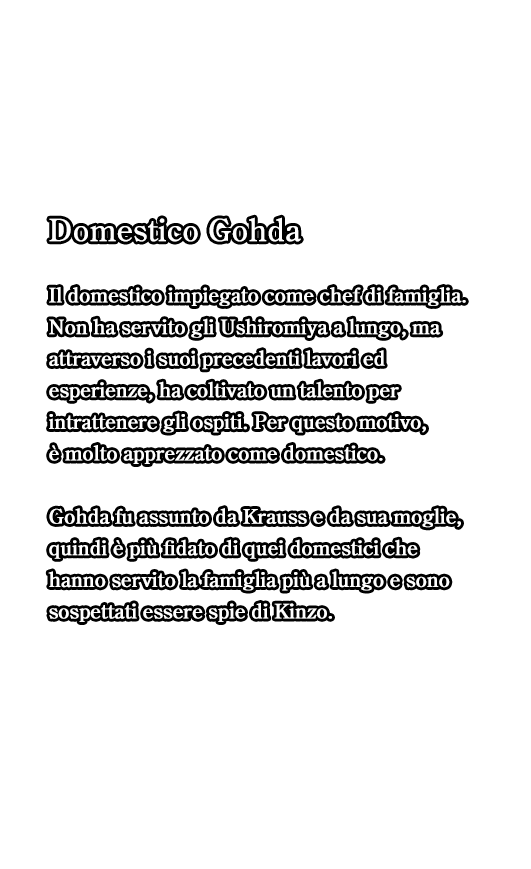 Domestico Gohda
Il domestico impiegato come chef di famiglia.
Non ha servito gli Ushiromiya a lungo, ma
attraverso i suoi precedenti lavori ed
esperienze, ha coltivato un talento per
intrattenere gli ospiti. Per questo motivo,
è molto apprezzato come domestico.
Gohda fu assunto da Krauss e da sua moglie,
quindi è più fidato di quei domestici che
hanno servito la famiglia più a lungo e sono
sospettati essere spie di Kinzo.